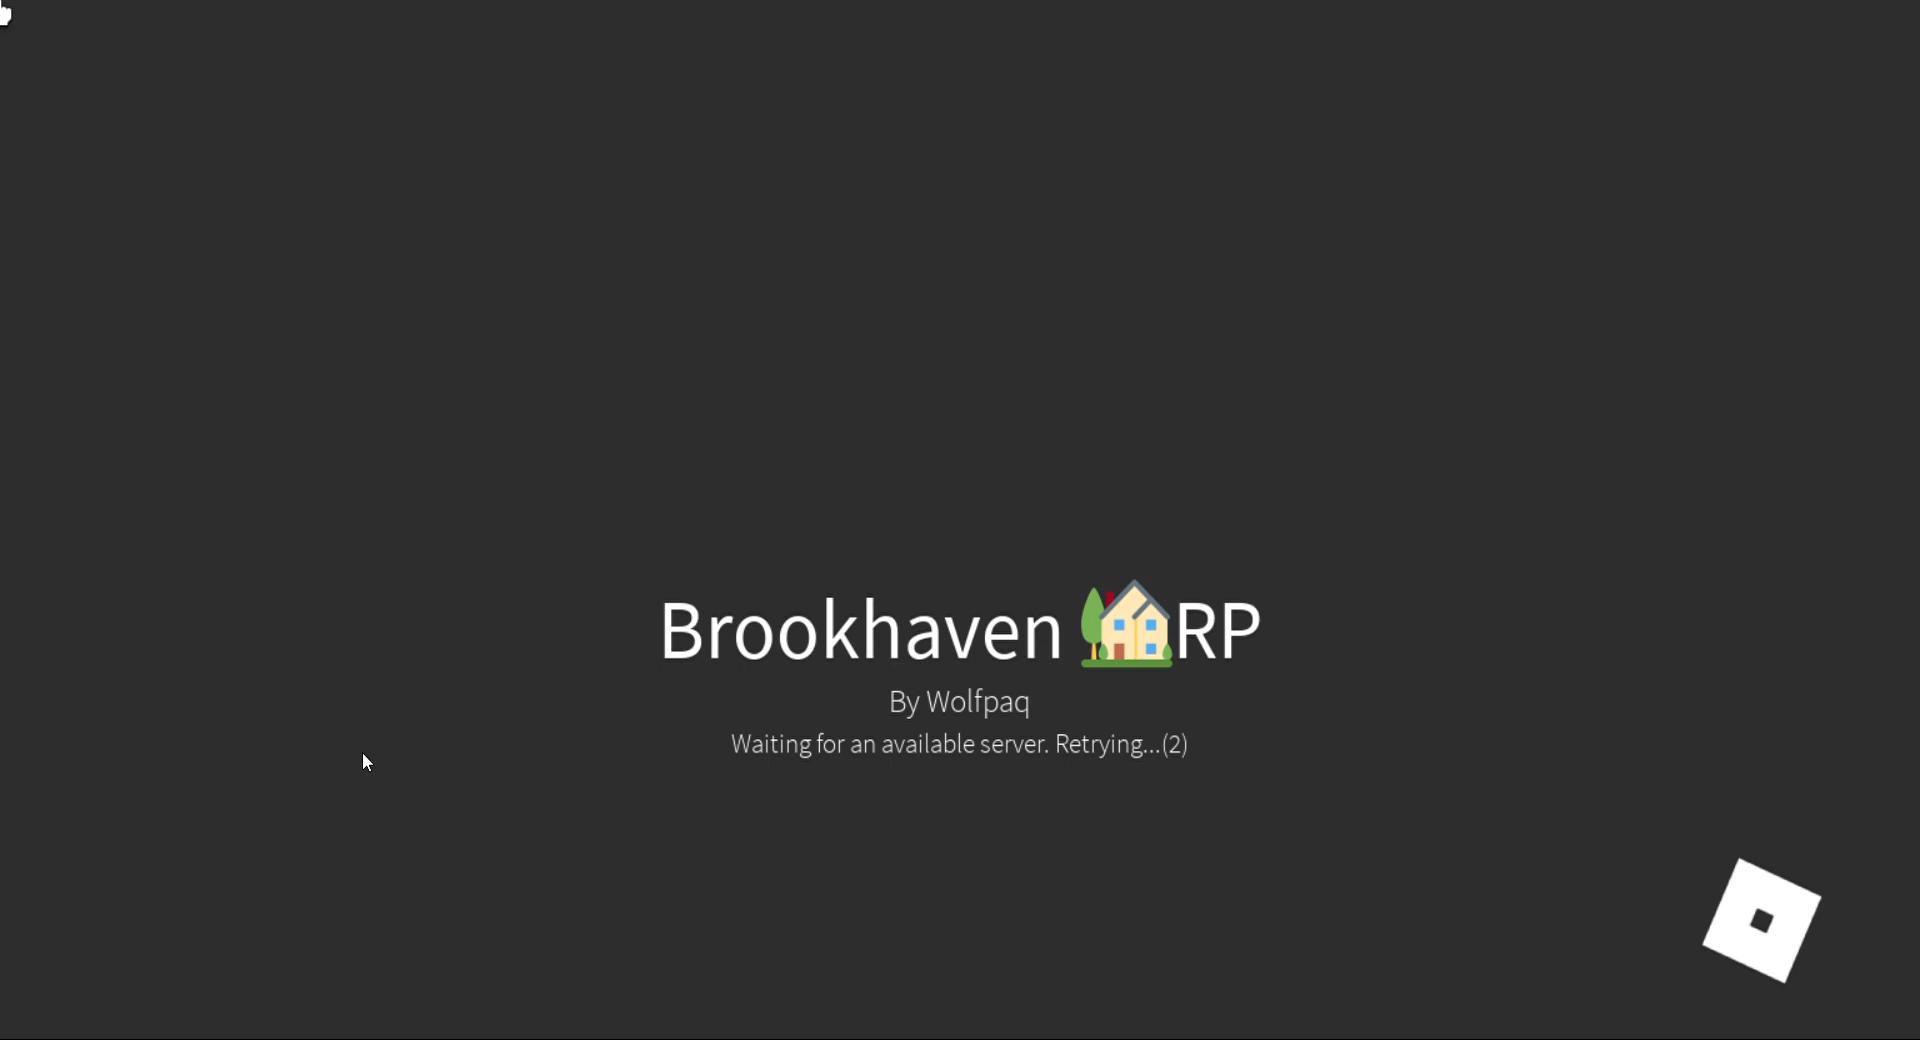 Brookhaven 🏡RP
By Wolfpaq
Waiting for an available server. Retrying...(2)